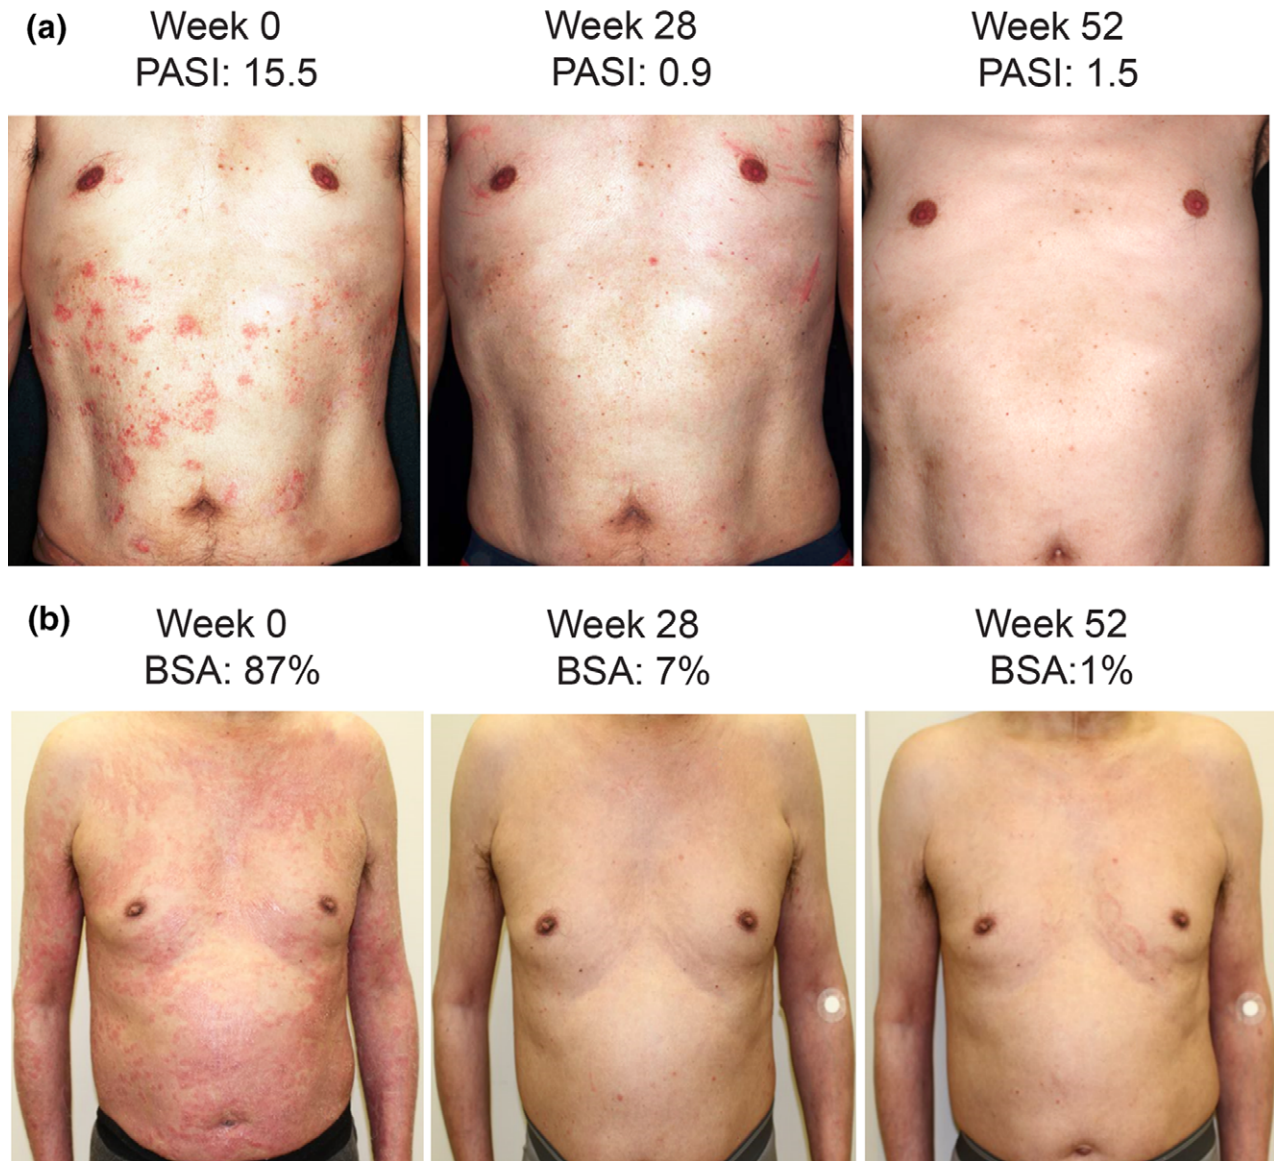 (a)
Week 0
PASI: 15.5
Week 28
PASI: 0.9
Week 52
PASI: 1.5
(b)
Week 0
BSA: 87%
Week 28
BSA: 7%
Week 52
BSA:1%